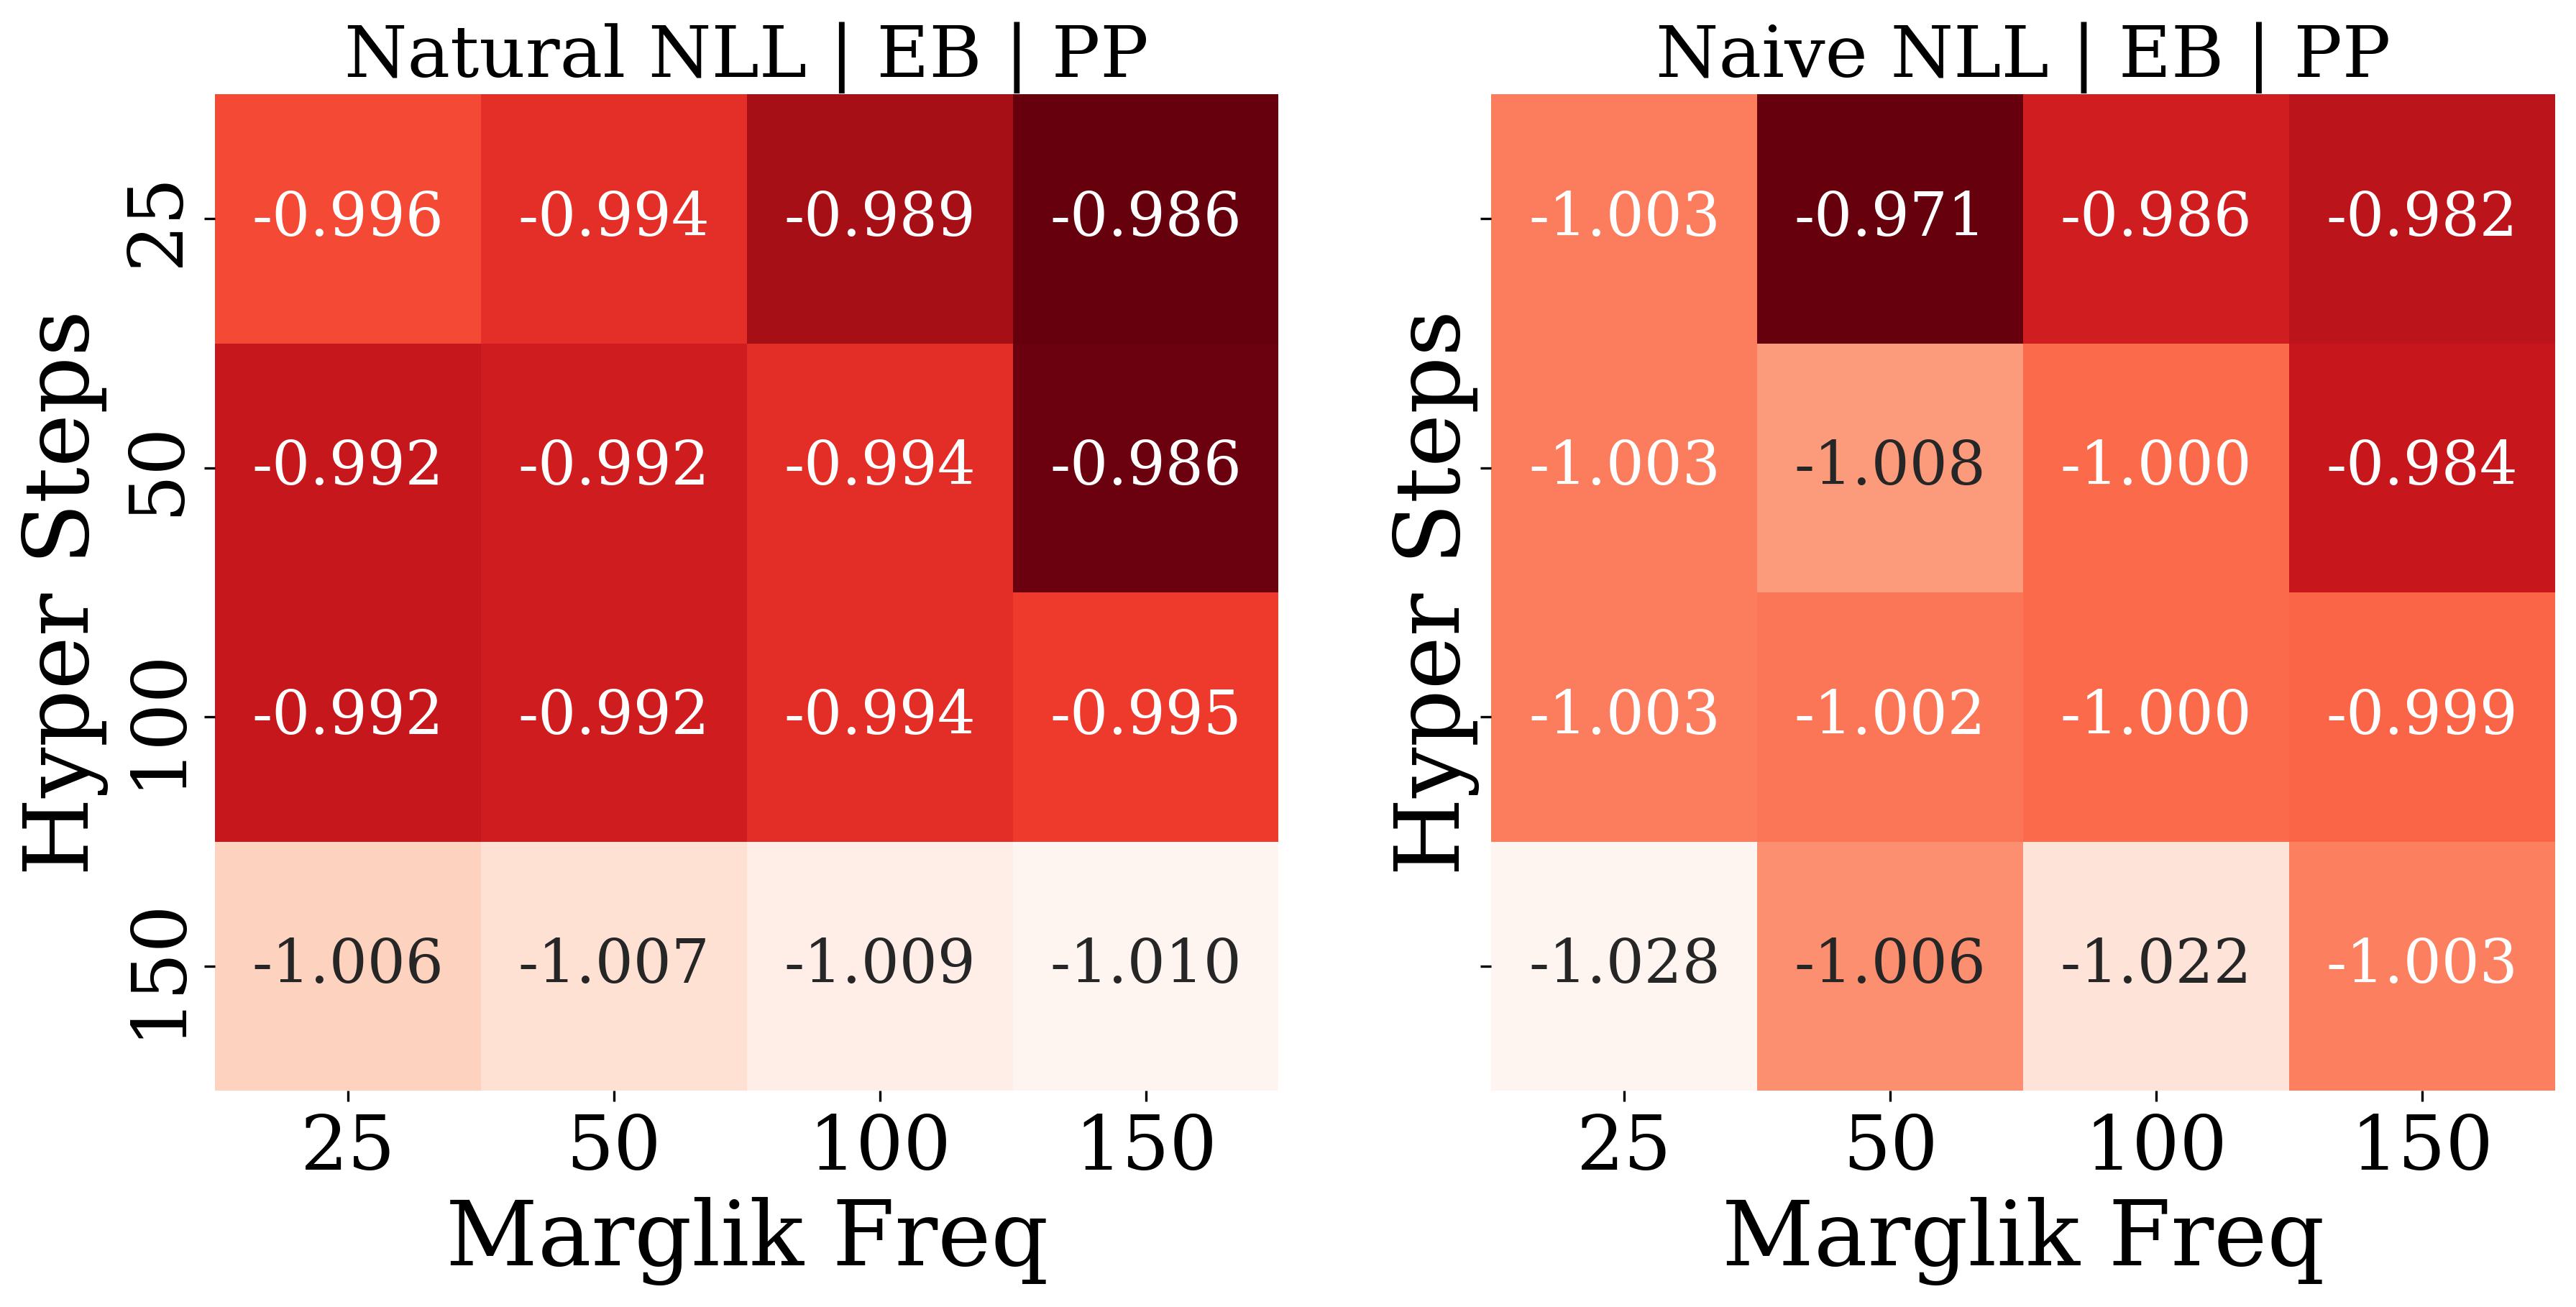 Natural NLL | EB | PP
Hyper Steps
25
-0.996 -0.994 -0.989 -0.986
50
-0.992 -0.992 -0.994 -0.986
100
-0.992 -0.992 -0.994 -0.995
150
-1.006 -1.007 -1.009 -1.010
25 50 100 150
Marglik Freq
Naive NLL | EB | PP
Hyper Steps
-1.003 -0.971 -0.986 -0.982
-1.003 -1.008 -1.000 -0.984
-1.003 -1.002 -1.000 -0.999
-1.028 -1.006 -1.022 -1.003
25 50 100 150
Marglik Freq